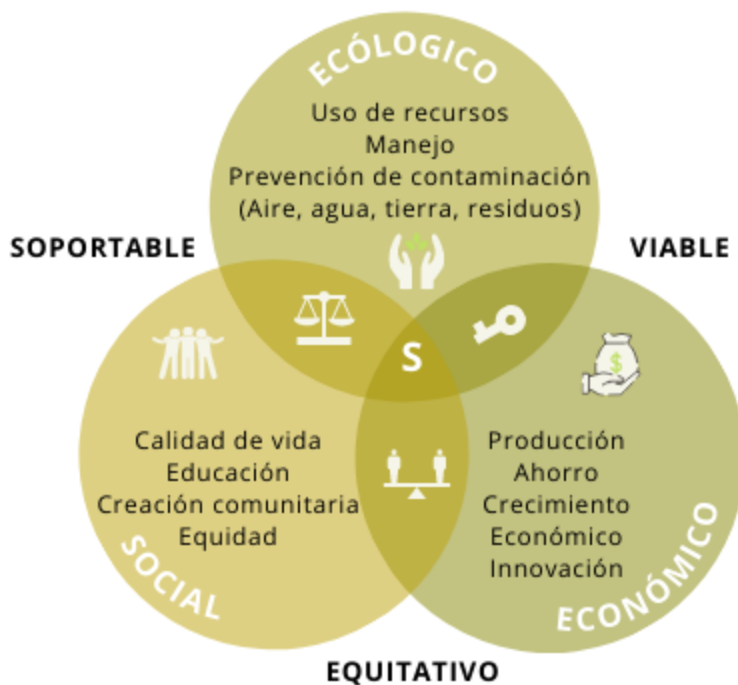 ECÓLOGICO
Uso de recursos
Manejo
Prevención de contaminación
(Aire, agua, tierra, residuos)
SOPORTABLE
VIABLE
S
$
Calidad de vida
Educación
Creación comunitaria
Equidad
SOCIAL
Producción
Ahorro
Crecimiento
Económico
Innovación
ECONÓMICO
EQUITATIVO